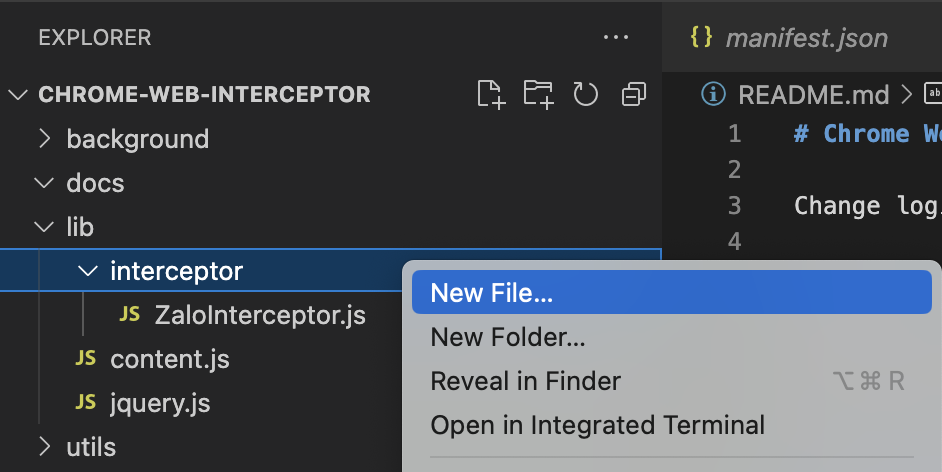 EXPLORER
CHROME-WEB-INTERCEPTOR
background
docs
lib
interceptor
JS ZaloInterceptor.js
JS content.js
JS jquery.js
utils
{} manifest.json
README.md
1 # Chrome W
2
3 Change log
4
New File...
New Folder...
Reveal in Finder ⌥⌘R
Open in Integrated Terminal